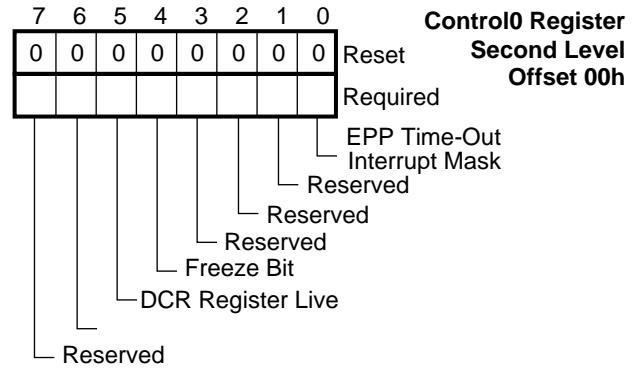 7 6 5 4 3 2 1 0
Control0 Register
Second Level
Offset 00h
0 0 0 0 0 0 0 0 Reset
Required
EPP Time-Out
Interrupt Mask
Reserved
Reserved
Reserved
Freeze Bit
DCR Register Live
Reserved